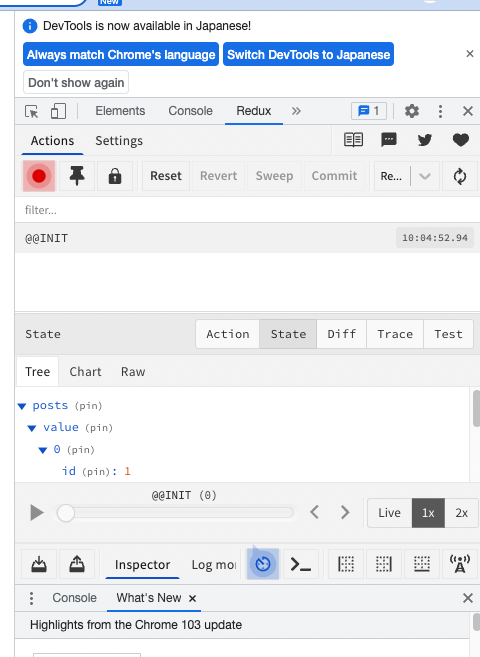 New
DevTools is now available in Japanese!
Always match Chrome's language Switch DevTools to Japanese
Don't show again
Elements Console Redux 1
Actions Settings
Reset Revert Sweep Commit Re...
filter...
@@INIT 10:04:52.94
State Action State Diff Trace Test
Tree Chart Raw
posts (pin)
value (pin)
0 (pin)
id (pin): 1
@@INIT (0)
Live 1x 2x
Inspector Log mo
Console What's New
Highlights from the Chrome 103 update